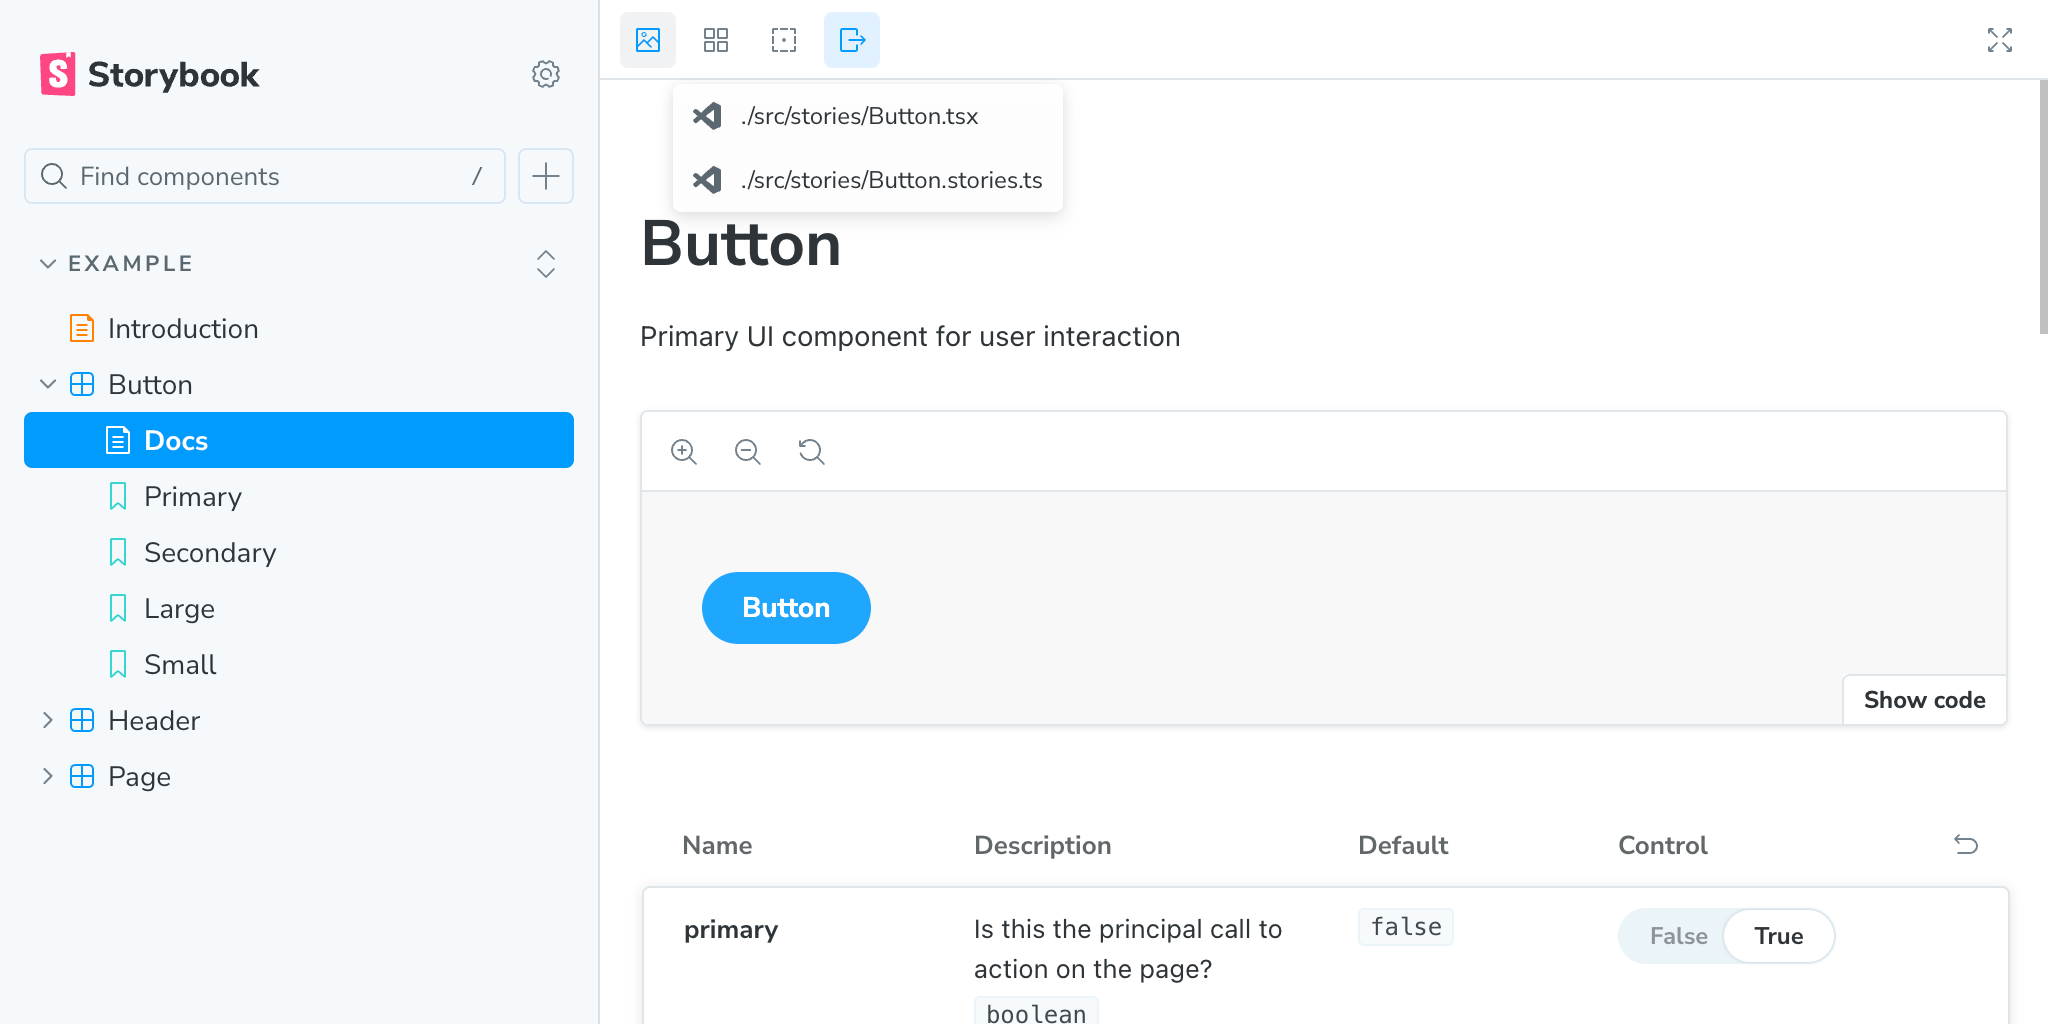 Storybook
Find components /
EXAMPLE
Introduction
Button
Docs
Primary
Secondary
Large
Small
Header
Page
./src/stories/Button.tsx
./src/stories/Button.stories.ts
Button
Primary UI component for user interaction
Button
Show code
Name Description Default Control
primary
Is this the principal call to
action on the page?
boolean
false
False True